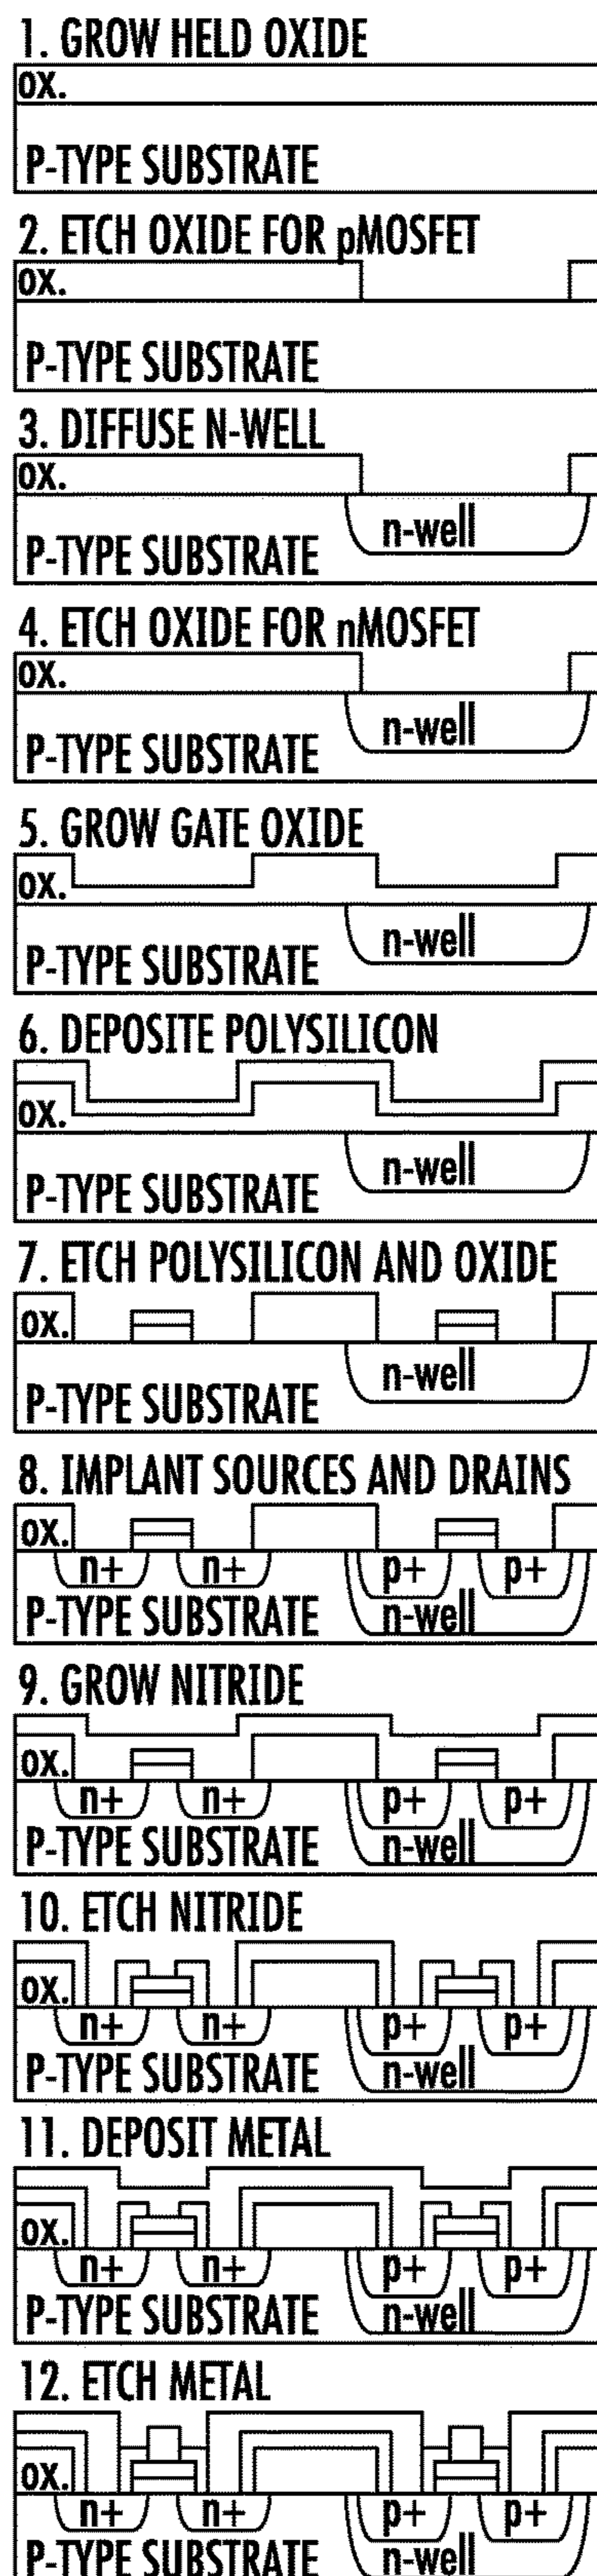 1. GROW HELD OXIDE
OX.
P-TYPE SUBSTRATE
2. ETCH OXIDE FOR pMOSFET
OX.
P-TYPE SUBSTRATE
3. DIFFUSE N-WELL
OX.
n-well
P-TYPE SUBSTRATE
4. ETCH OXIDE FOR nMOSFET
OX.
n-well
P-TYPE SUBSTRATE
5. GROW GATE OXIDE
OX.
n-well
P-TYPE SUBSTRATE
6. DEPOSITE POLYSILICON
OX.
n-well
P-TYPE SUBSTRATE
7. ETCH POLYSILICON AND OXIDE
OX.
n-well
P-TYPE SUBSTRATE
8. IMPLANT SOURCES AND DRAINS
OX.
n+ n+ p+ p+
P-TYPE SUBSTRATE n-well
9. GROW NITRIDE
OX.
n+ n+ p+ p+
P-TYPE SUBSTRATE n-well
10. ETCH NITRIDE
OX.
n+ n+ p+ p+
P-TYPE SUBSTRATE n-well
11. DEPOSIT METAL
OX.
n+ n+ p+ p+
P-TYPE SUBSTRATE n-well
12. ETCH METAL
OX.
n+ n+ p+ p+
P-TYPE SUBSTRATE n-well